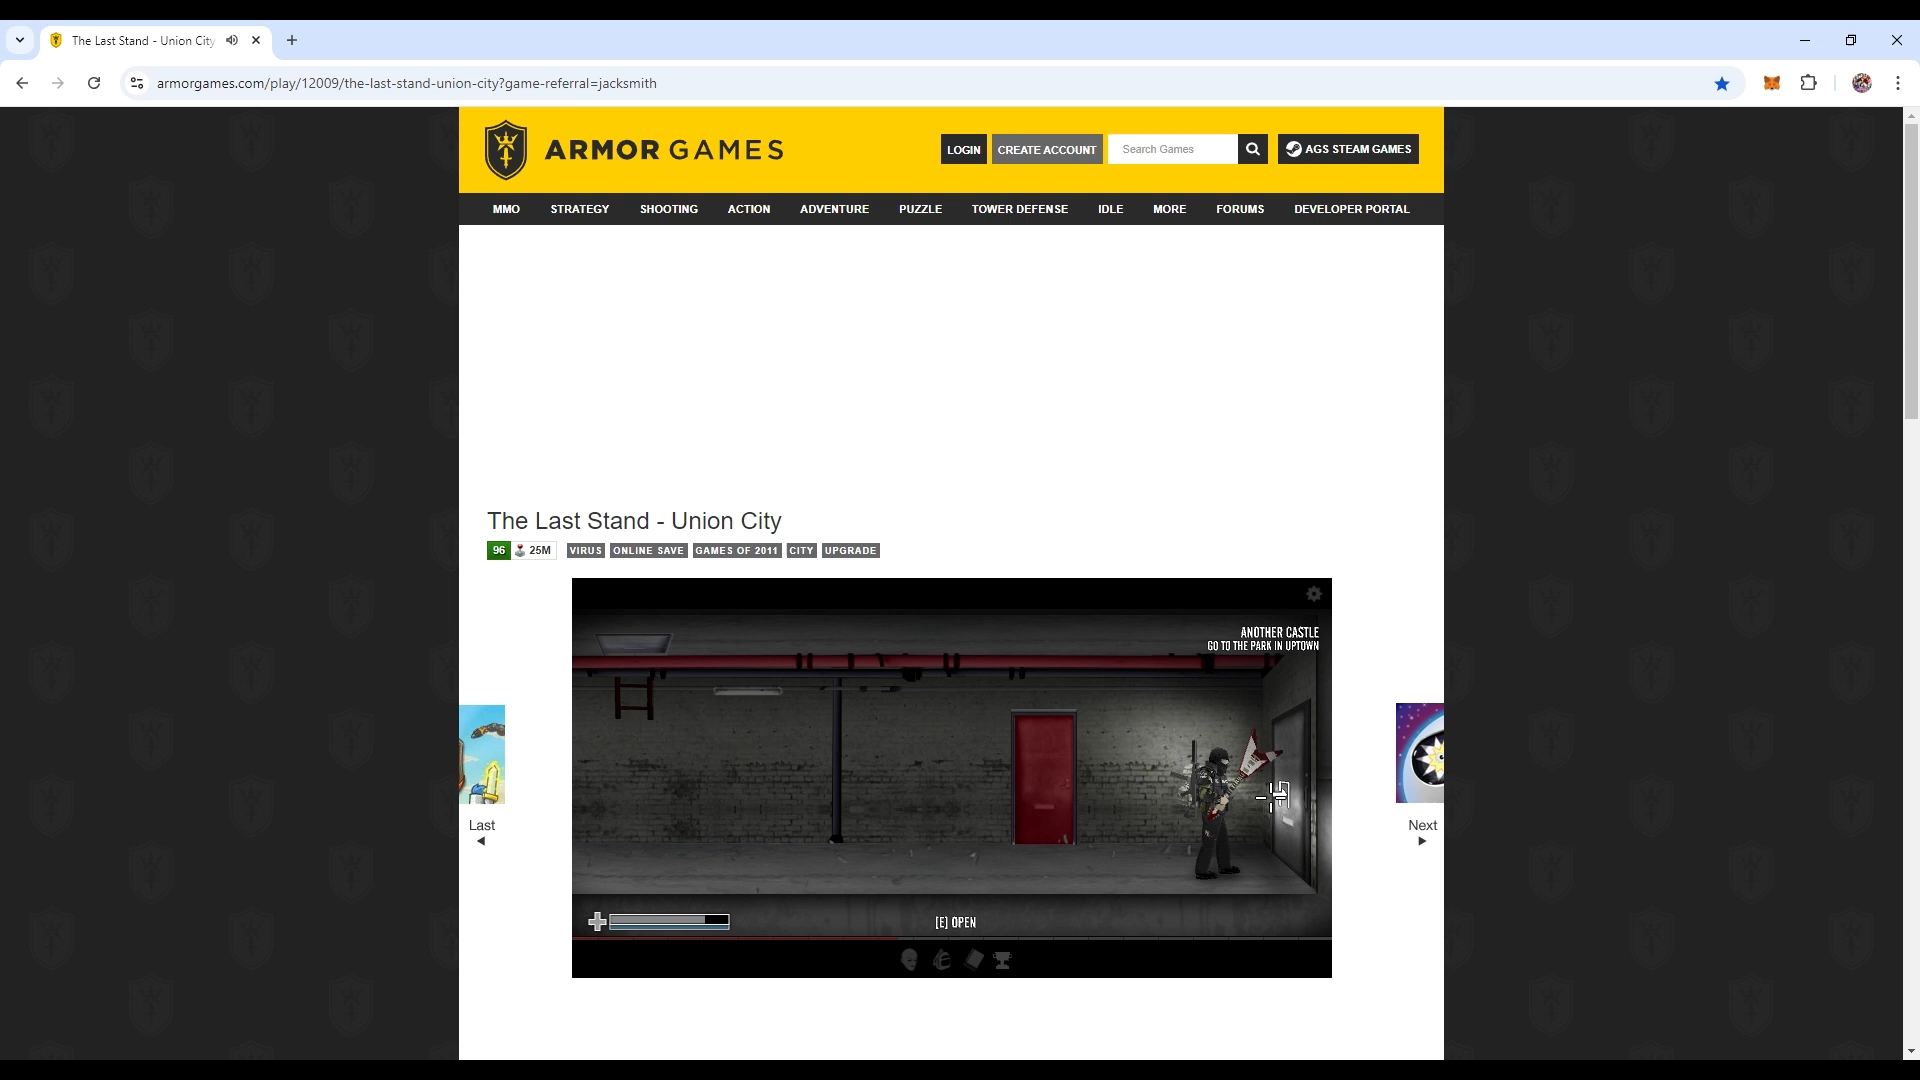 The Last Stand - Union City
armorgames.com/play/12009/the-last-stand-union-city?game-referral=jacksmith
ARMOR GAMES
LOGIN
CREATE ACCOUNT
Search Games
AGS STEAM GAMES
MMO
STRATEGY
SHOOTING
ACTION
ADVENTURE
PUZZLE
TOWER DEFENSE
IDLE
MORE
FORUMS
DEVELOPER PORTAL
The Last Stand - Union City
96
25M
VIRUS
ONLINE SAVE
GAMES OF 2011
CITY
UPGRADE
ANOTHER CASTLE
GO TO THE PARK IN UPTOWN
Last
Next
[E] OPEN